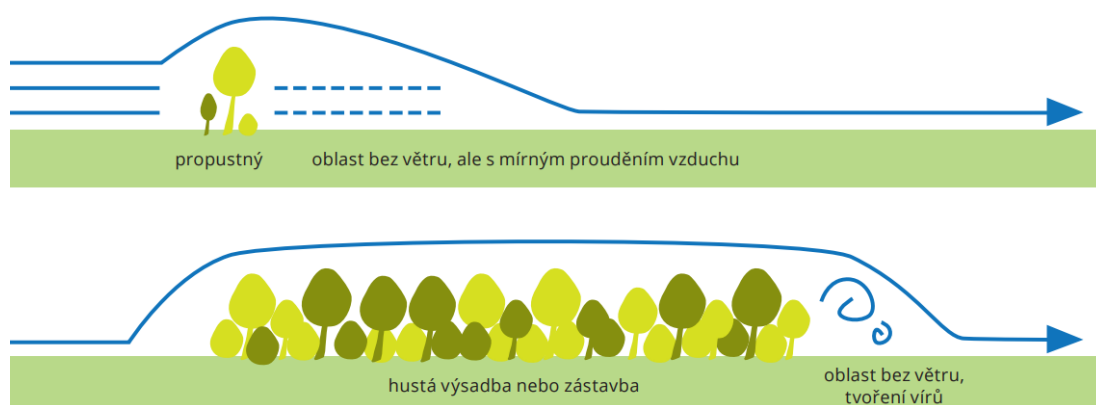 propustný
oblast bez větru, ale s mírným prouděním vzduchu
hustá výsadba nebo zástavba
oblast bez větru,
tvoření vírů